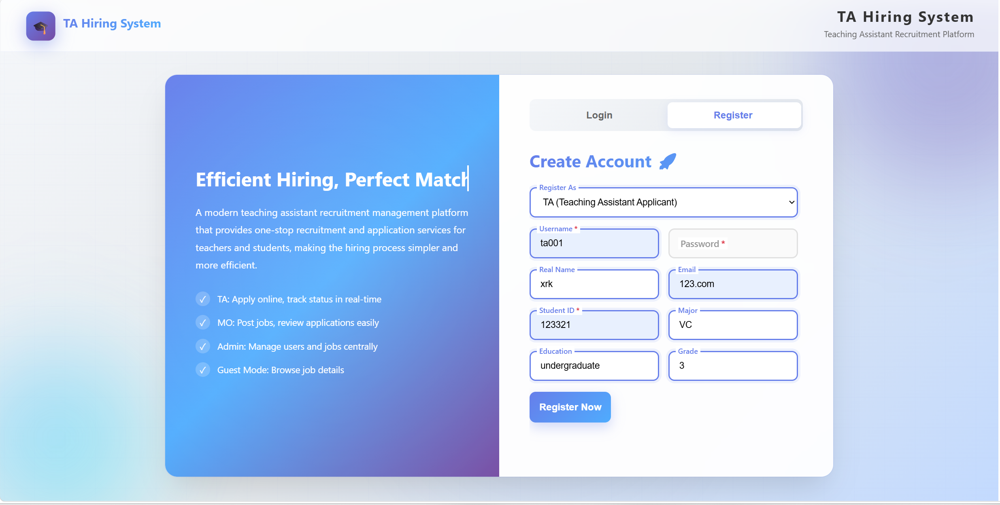 TA Hiring System
TA Hiring System
Teaching Assistant Recruitment Platform
Efficient Hiring, Perfect Match
A modern teaching assistant recruitment management platform
that provides one-stop recruitment and application services for
teachers and students, making the hiring process simpler and
more efficient.
✓ TA: Apply online, track status in real-time
✓ MO: Post jobs, review applications easily
✓ Admin: Manage users and jobs centrally
✓ Guest Mode: Browse job details
Login
Register
Create Account
Register As
TA (Teaching Assistant Applicant)
Username *
ta001
Password *
Real Name
xrk
Email
123.com
Student ID *
123321
Major
VC
Education
undergraduate
Grade
3
Register Now